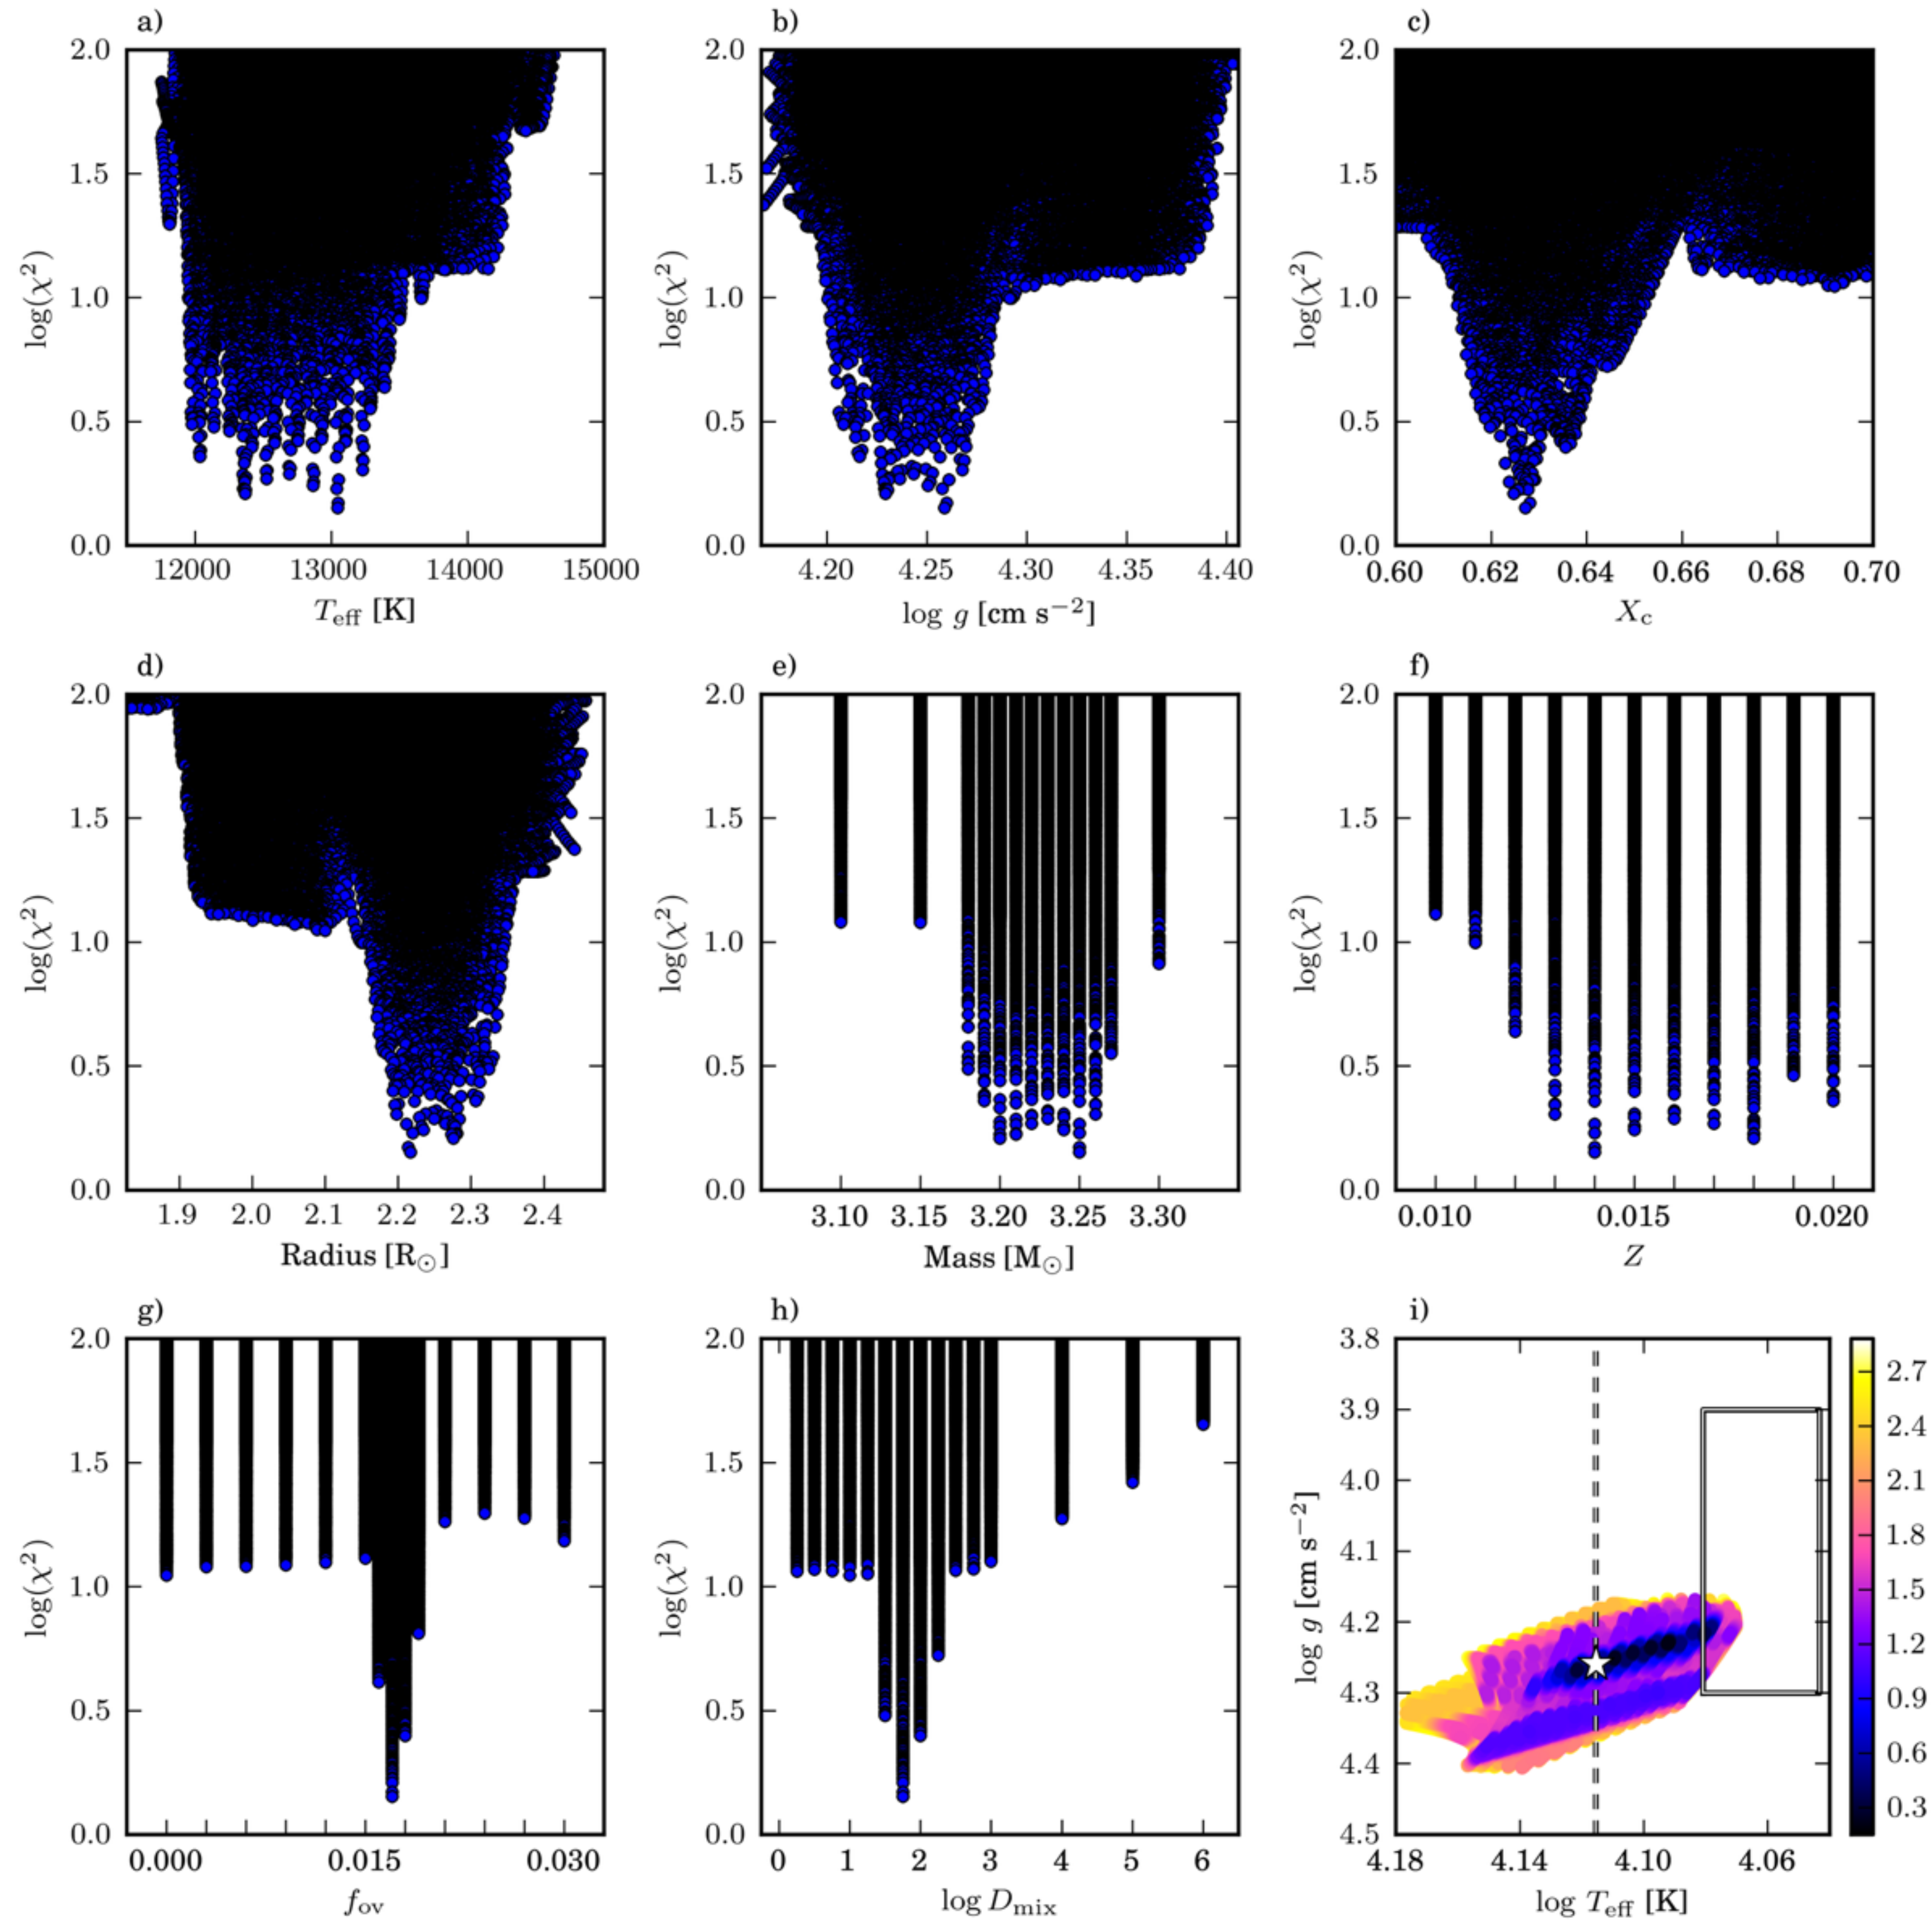 a)
2.0
1.5
1.0
0.5
0.0
log(χ²)
12000 13000 14000 15000
T_eff [K]
b)
2.0
1.5
1.0
0.5
0.0
log(χ²)
4.20 4.25 4.30 4.35 4.40
log g [cm s⁻²]
c)
2.0
1.5
1.0
0.5
0.0
log(χ²)
0.60 0.62 0.64 0.66 0.68 0.70
X_c
d)
2.0
1.5
1.0
0.5
0.0
log(χ²)
1.9 2.0 2.1 2.2 2.3 2.4
Radius [R_⊙]
e)
2.0
1.5
1.0
0.5
0.0
log(χ²)
3.10 3.15 3.20 3.25 3.30
Mass [M_⊙]
f)
2.0
1.5
1.0
0.5
0.0
log(χ²)
0.010 0.015 0.020
Z
g)
2.0
1.5
1.0
0.5
0.0
log(χ²)
0.000 0.015 0.030
f_ov
h)
2.0
1.5
1.0
0.5
0.0
log(χ²)
0 1 2 3 4 5 6
log D_mix
i)
3.8
3.9
4.0
4.1
4.2
4.3
4.4
4.5
log g [cm s⁻²]
4.18 4.14 4.10 4.06
log T_eff [K]
2.7
2.4
2.1
1.8
1.5
1.2
0.9
0.6
0.3